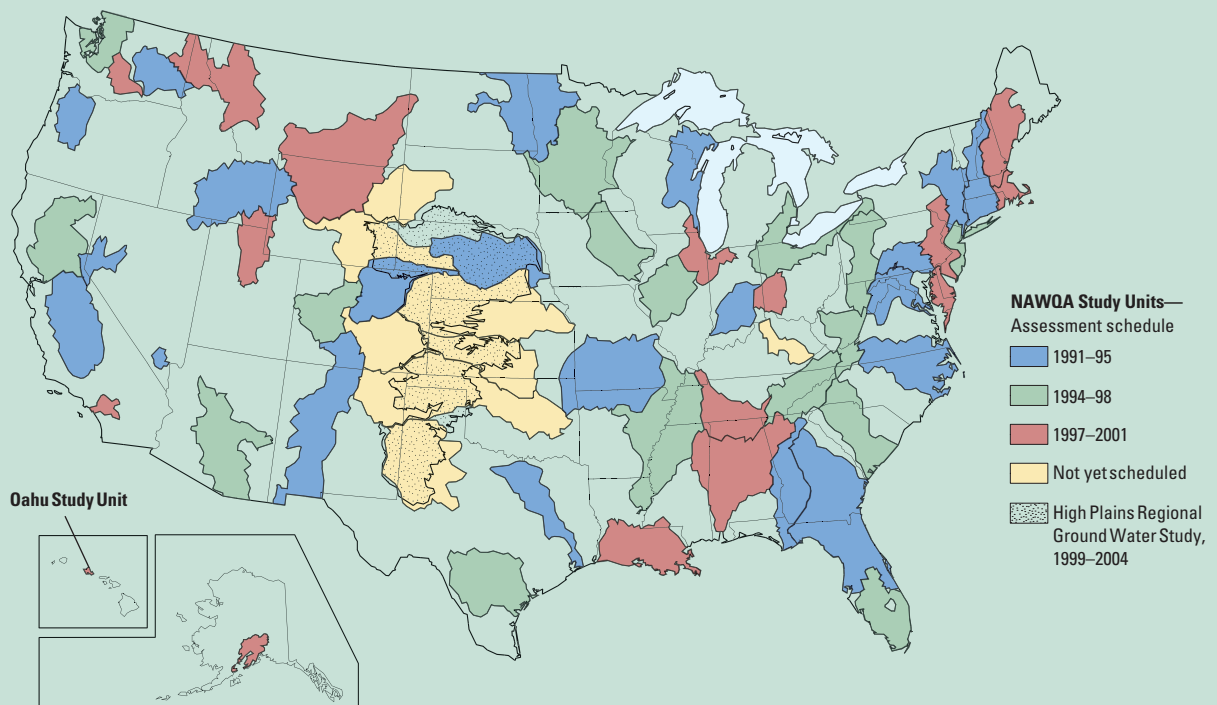 NAWQA Study Units—
Assessment schedule
1991–95
1994–98
1997–2001
Not yet scheduled
High Plains Regional
Ground Water Study,
1999–2004
Oahu Study Unit